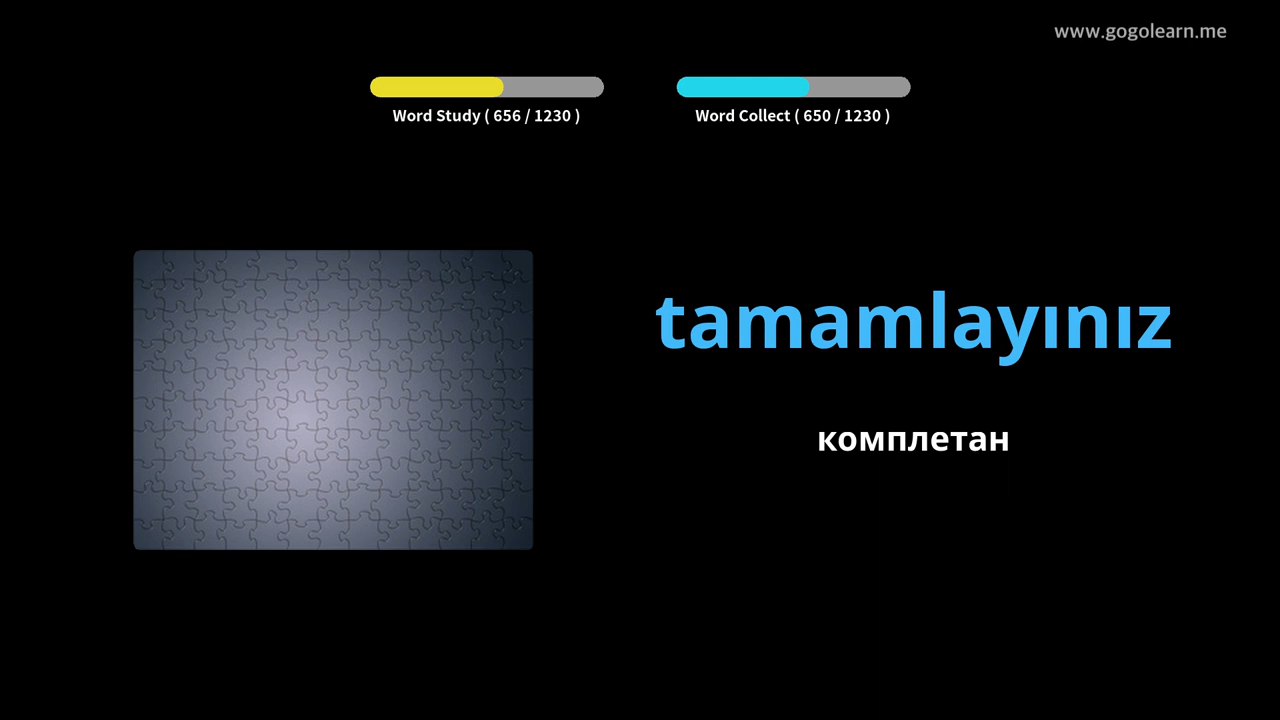 www.gogolearn.me
Word Study ( 656 / 1230 )
Word Collect ( 650 / 1230 )
tamamlayınız
комплетан